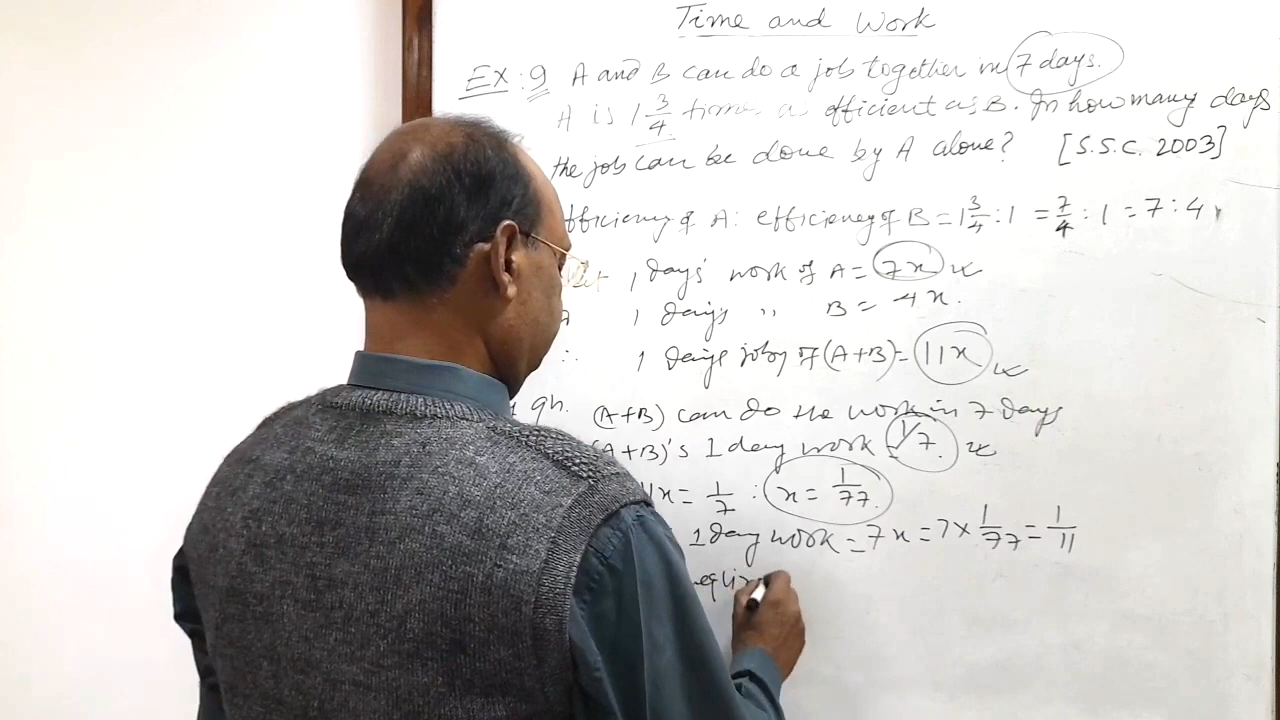 Time and Work
EX: 9 A and B can do a job together in 7 days.
A is 1 3/4 times as efficient as B. In how many days
the job can be done by A alone? [S.S.C. 2003]
efficiency of A: efficiency of B = 1 3/4 : 1 = 7/4 : 1 = 7:4
1 days' work of A = 7x
1 days " B = 4x.
∴ 1 days job of (A+B) = 11x
(A+B) can do the work in 7 days
(A+B)'s 1 day work = 1/7.
11x = 1/7 : x = 1/77.
1 day work = 7x = 7 × 1/77 = 1/11